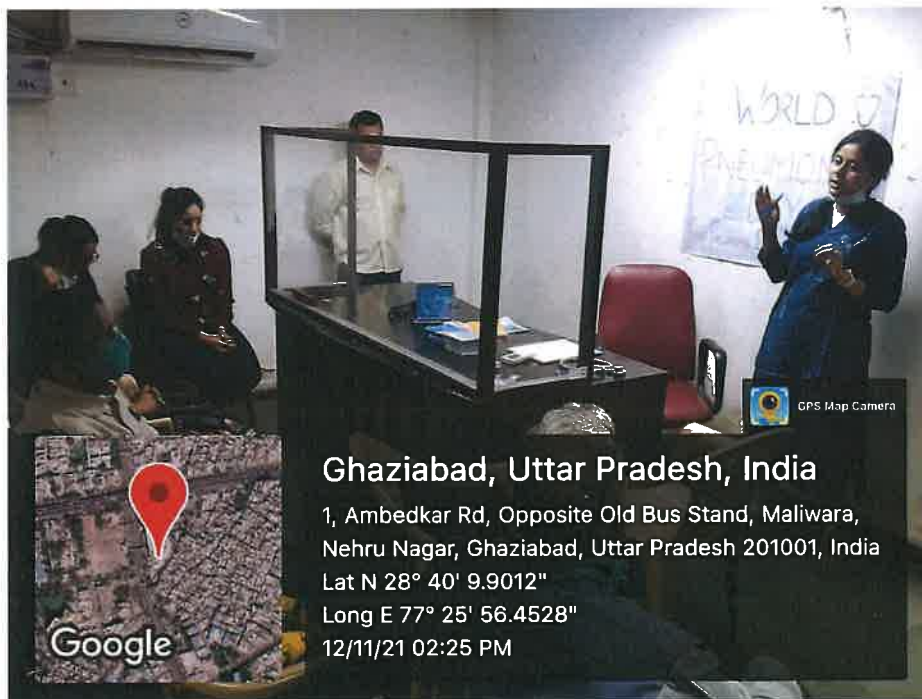 WORLD
PNEUMON
GPS Map Camera
Ghaziabad, Uttar Pradesh, India
1, Ambedkar Rd, Opposite Old Bus Stand, Maliwara,
Nehru Nagar, Ghaziabad, Uttar Pradesh 201001, India
Lat N 28° 40' 9.9012"
Long E 77° 25' 56.4528"
12/11/21 02:25 PM
Google